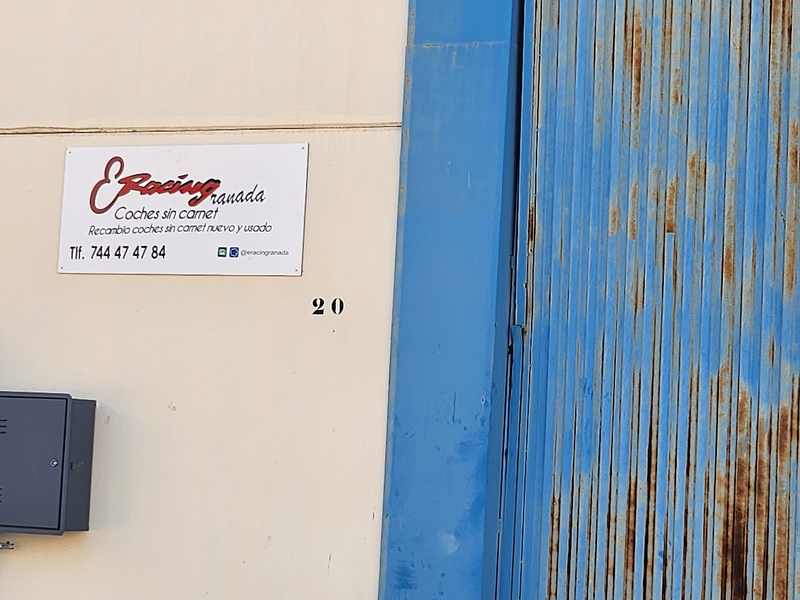 ERacingranada
Coches sin carnet
Recambio coches sin carnet nuevo y usado
Tlf. 744 47 47 84
@eracingranada
20